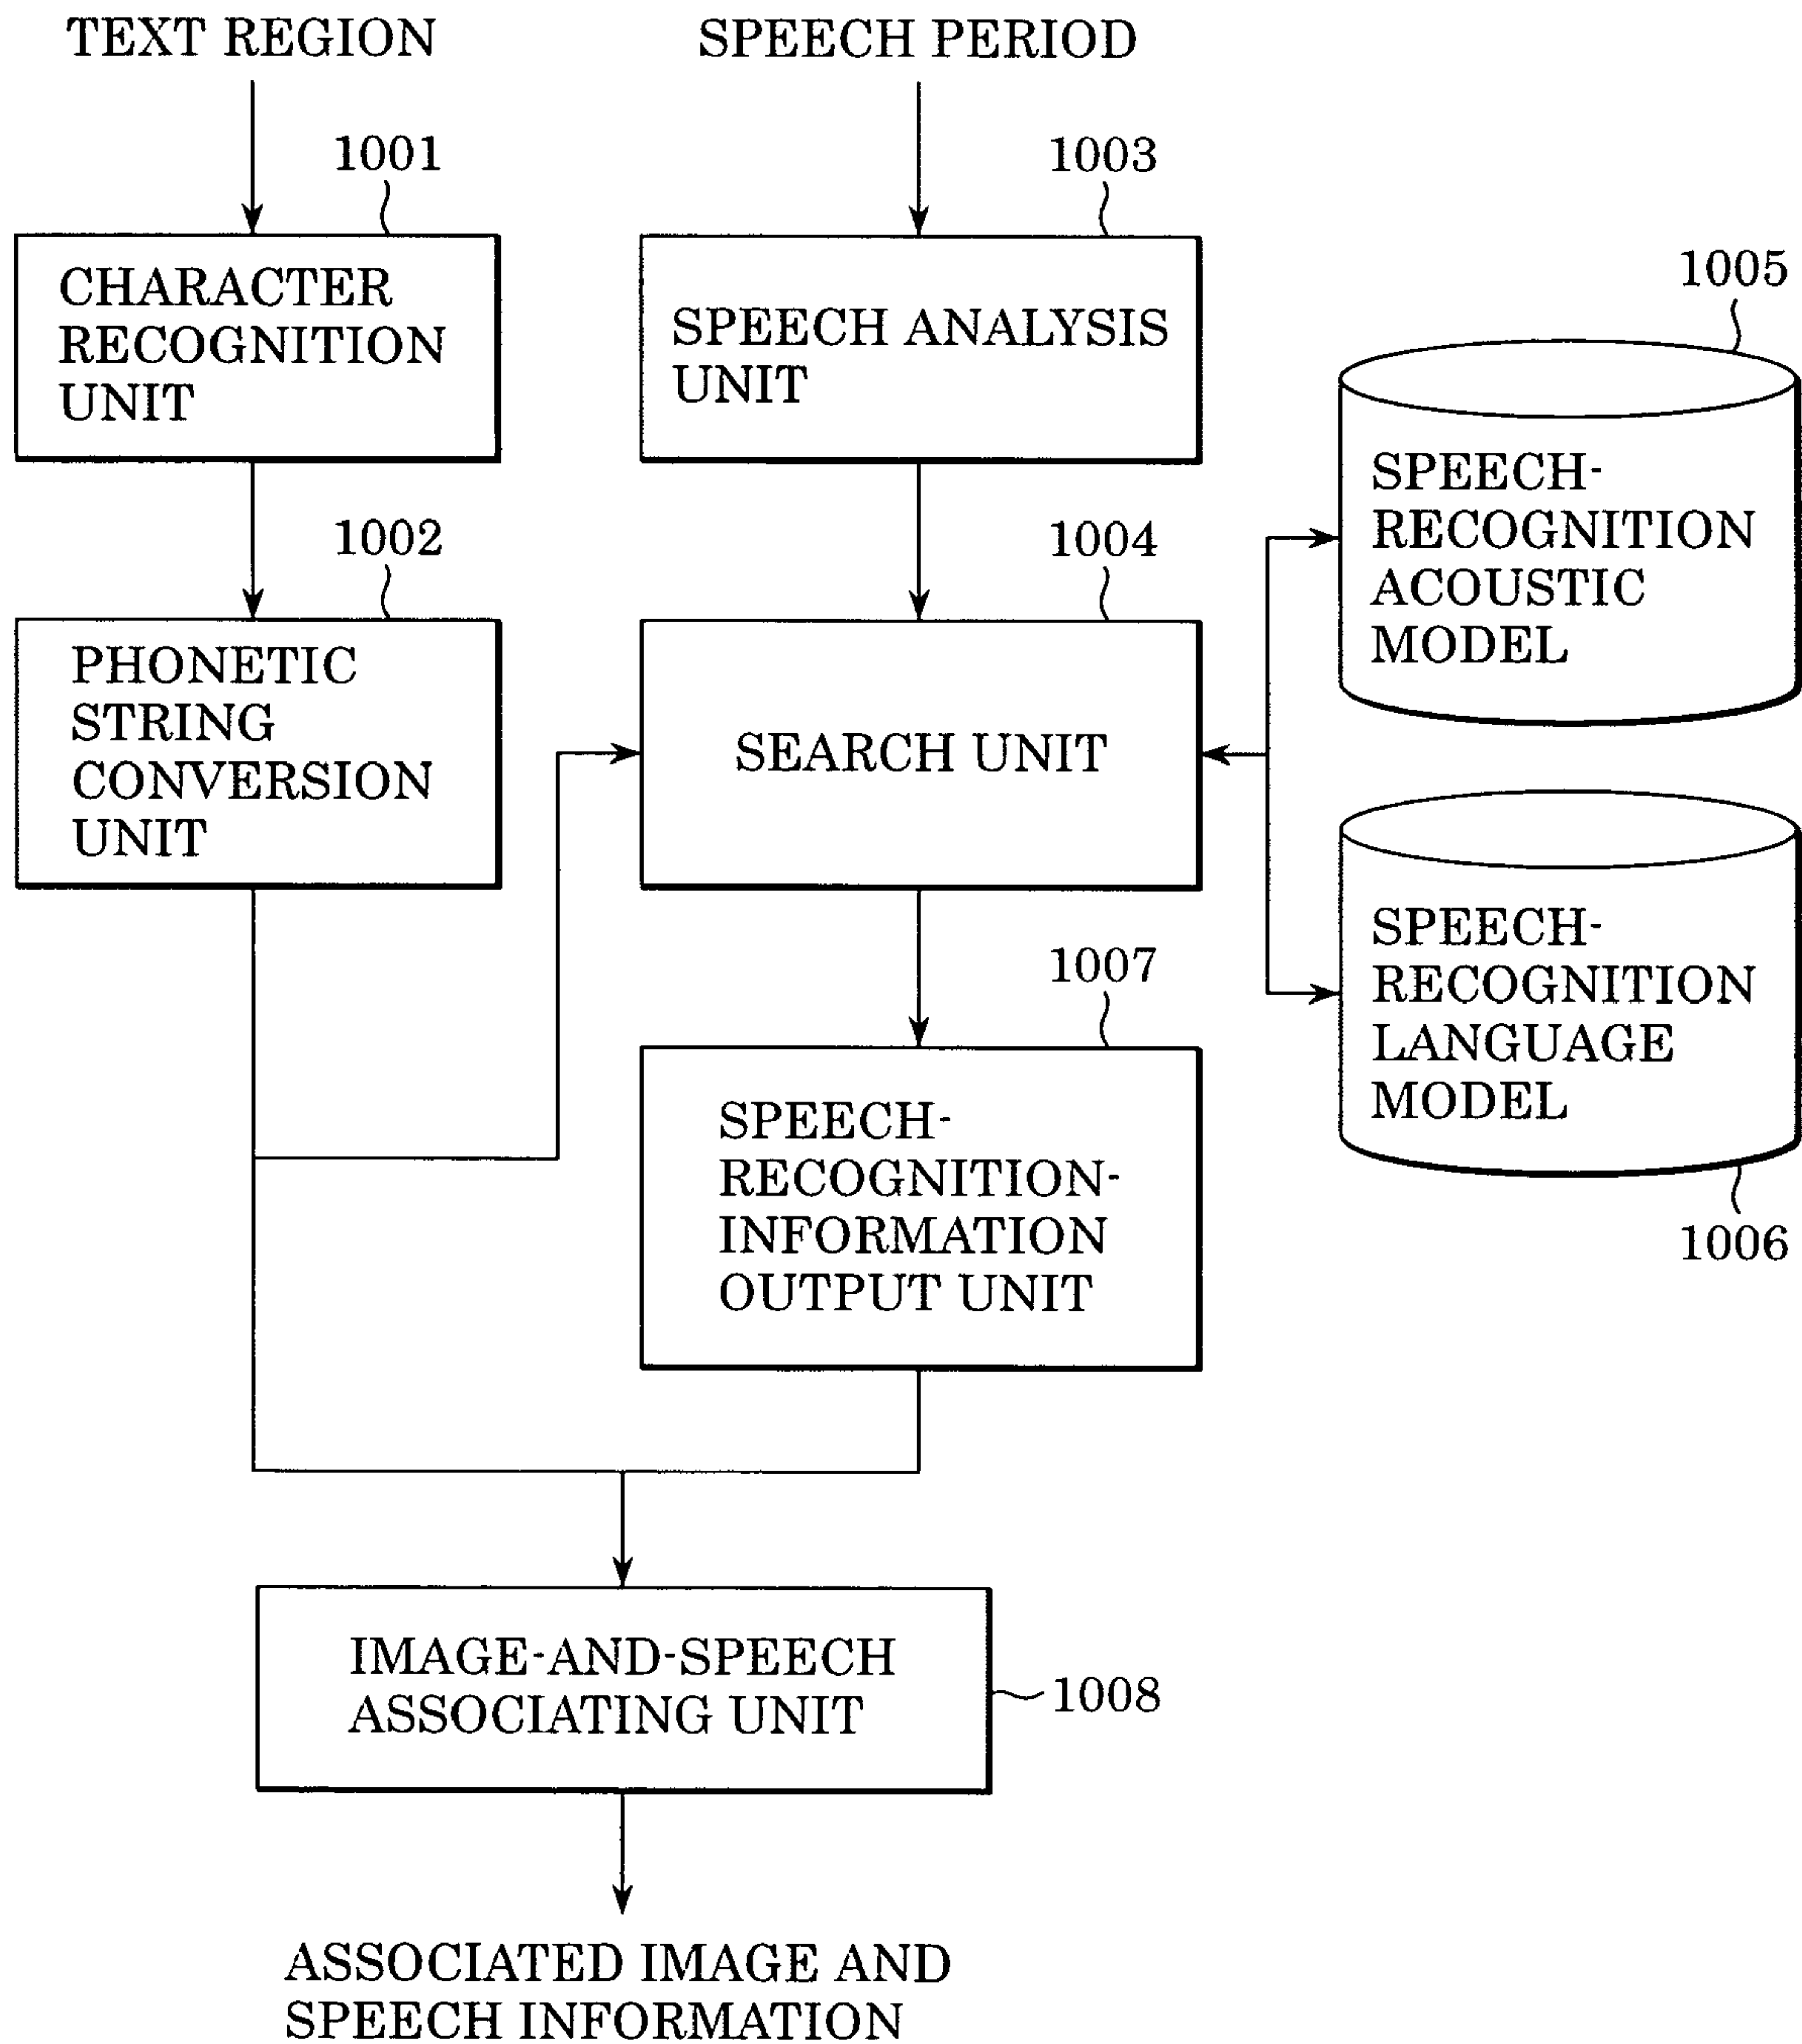 TEXT REGION
SPEECH PERIOD
1001
1003
CHARACTER
RECOGNITION
UNIT
SPEECH ANALYSIS
UNIT
1005
SPEECH-
RECOGNITION
ACOUSTIC
MODEL
1002
1004
PHONETIC
STRING
CONVERSION
UNIT
SEARCH UNIT
SPEECH-
RECOGNITION
LANGUAGE
MODEL
1006
1007
SPEECH-
RECOGNITION-
INFORMATION
OUTPUT UNIT
IMAGE-AND-SPEECH
ASSOCIATING UNIT
1008
ASSOCIATED IMAGE AND
SPEECH INFORMATION